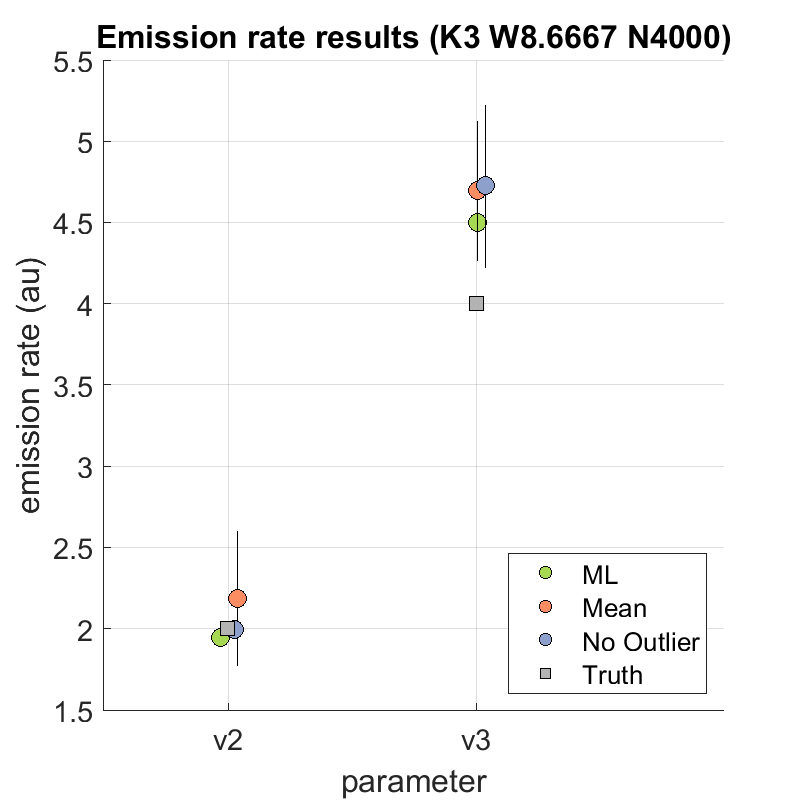 Emission rate results (K3 W8.6667 N4000)
5.5
5
4.5
4
3.5
3
2.5
2
1.5
emission rate (au)
v2
v3
parameter
ML
Mean
No Outlier
Truth